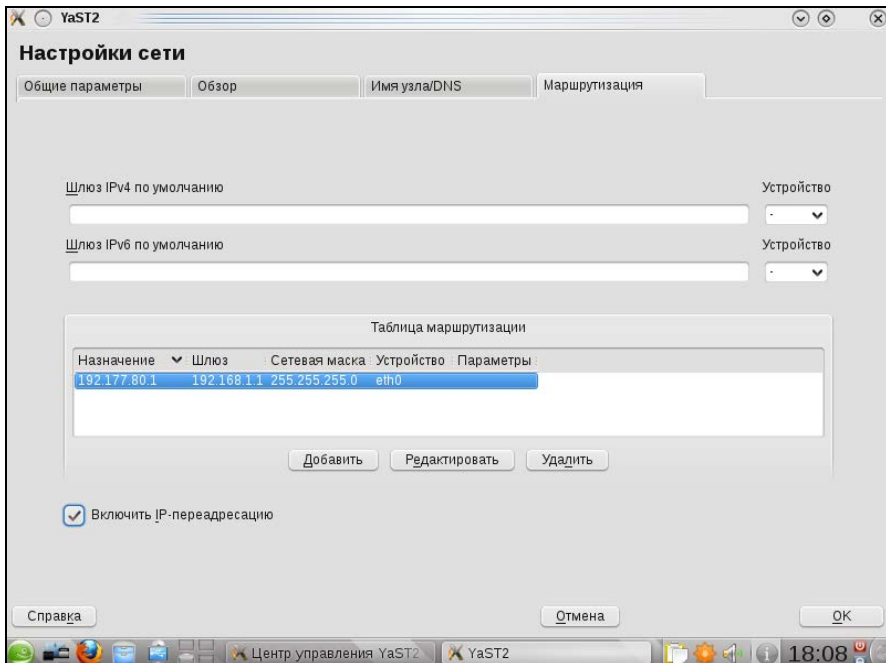 YaST2
Настройки сети
Общие параметры Обзор Имя узла/DNS Маршрутизация
Шлюз IPv4 по умолчанию Устройство
-
Шлюз IPv6 по умолчанию Устройство
-
Таблица маршрутизации
Назначение Шлюз Сетевая маска Устройство Параметры
192.177.80.1 192.168.1.1 255.255.255.0 eth0
Добавить Редактировать Удалить
Включить IP-переадресацию
Справка Отмена OK
Центр управления YaST2 YaST2 18:08